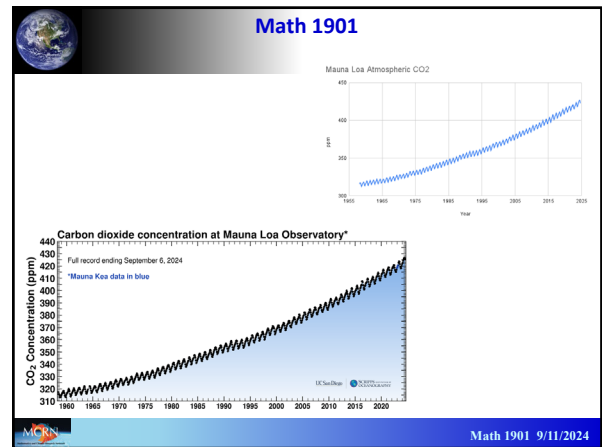 Math 1901
Mauna Loa Atmospheric CO2
450
400
350
300
ppm
1955 1965 1975 1985 1995 2005 2015 2025
Year
Carbon dioxide concentration at Mauna Loa Observatory*
Full record ending September 6, 2024
*Mauna Kea data in blue
CO2 Concentration (ppm)
440
430
420
410
400
390
380
370
360
350
340
330
320
310
1960 1965 1970 1975 1980 1985 1990 1995 2000 2005 2010 2015 2020
UC San Diego
SCRIPPS
OCEANOGRAPHY
MCRN
Math 1901 9/11/2024